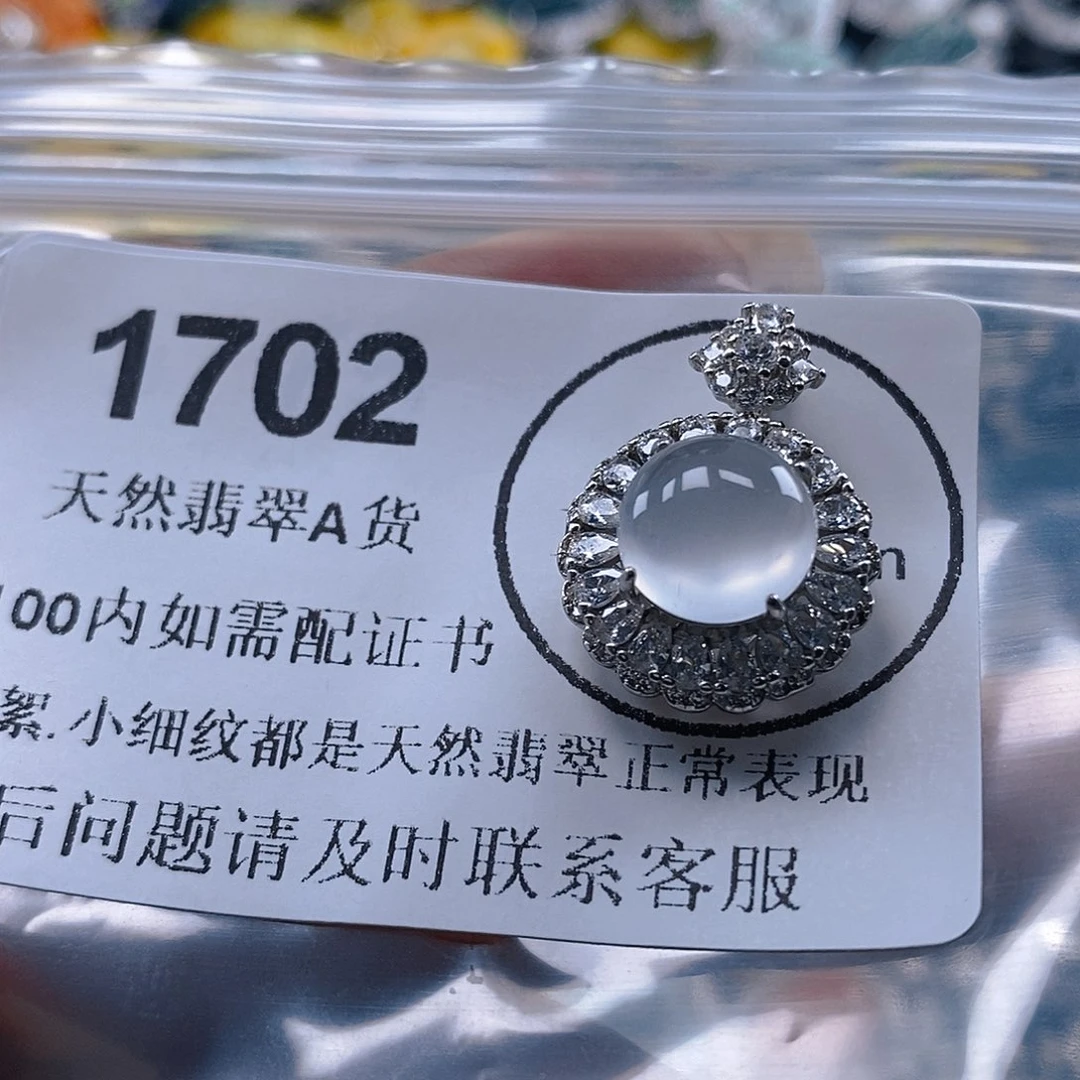 1702
天然翡翠A货
100内如需配证书
絮.小细纹都是天然翡翠正常表现
后问题请及时联系客服